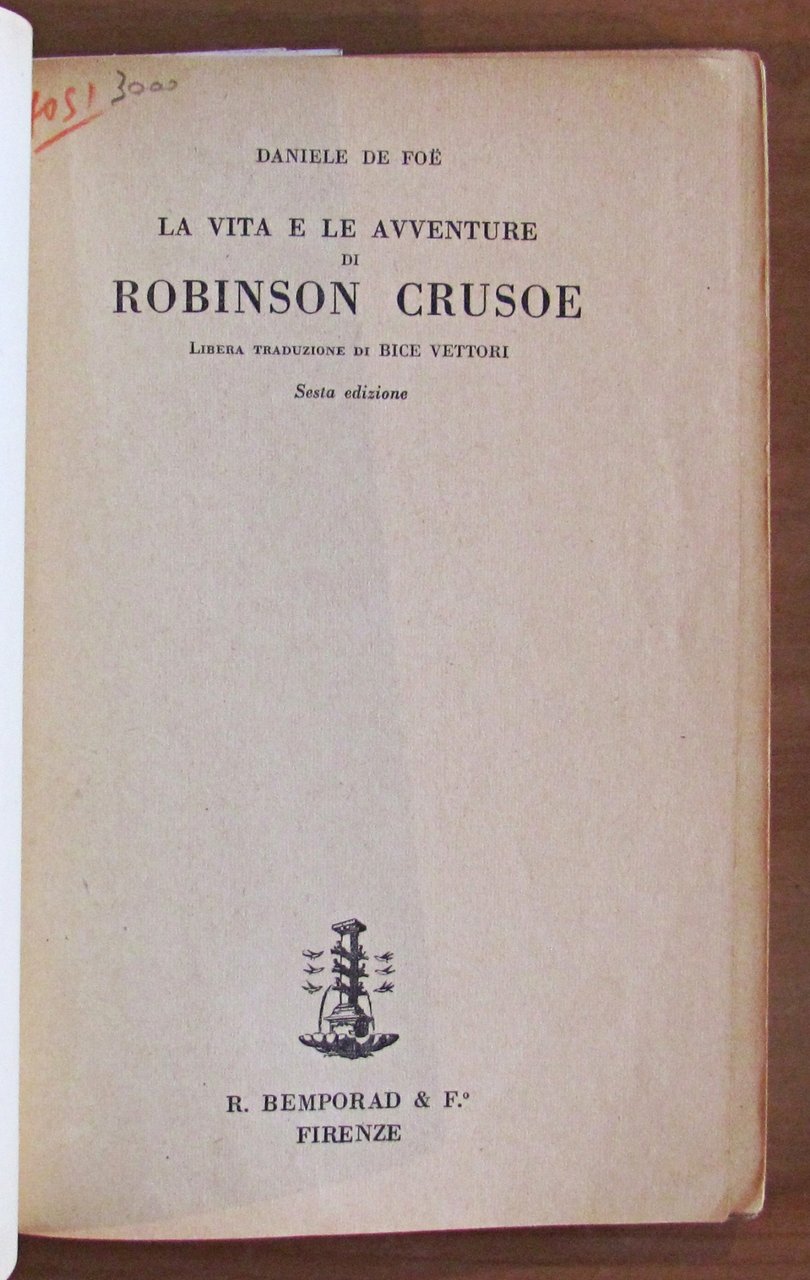 3000
DANIELE DE FOË
LA VITA E LE AVVENTURE
DI
ROBINSON CRUSOE
LIBERA TRADUZIONE DI BICE VETTORI
Sesta edizione
R. BEMPORAD & F.º
FIRENZE